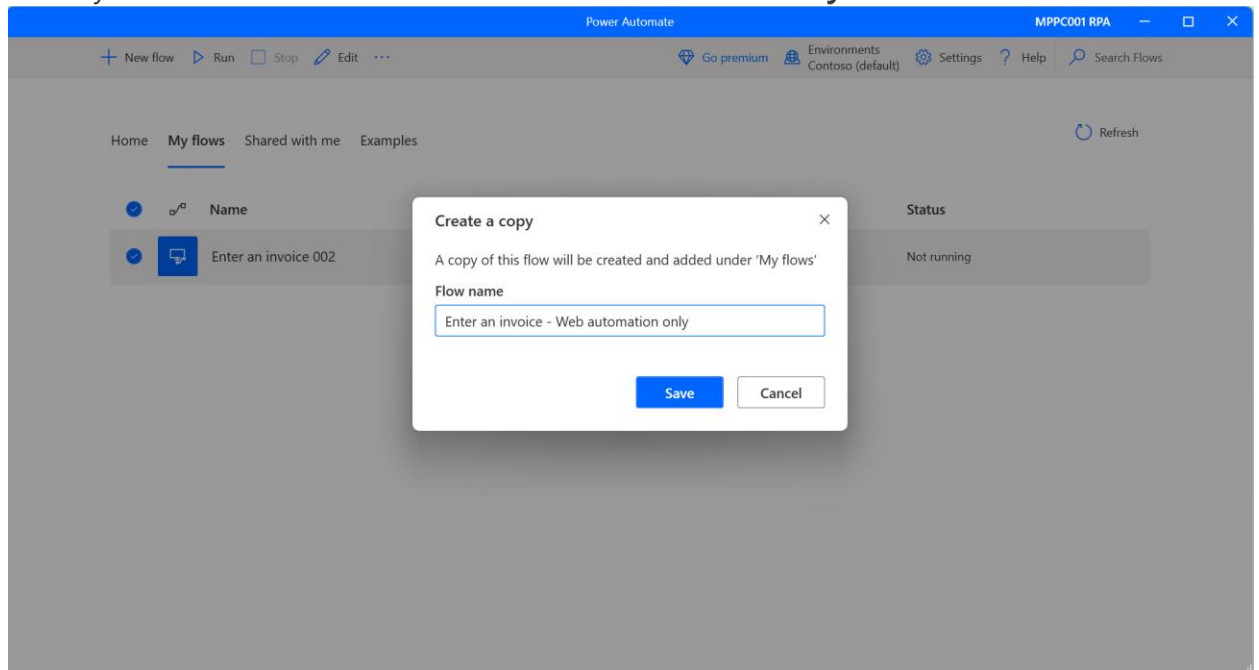 Power Automate
MPPC001 RPA
New flow Run Stop Edit ... Go premium Environments Contoso (default) Settings ? Help Search Flows
Home My flows Shared with me Examples
Refresh
Name
Status
Enter an invoice 002
Not running
Create a copy
A copy of this flow will be created and added under 'My flows'
Flow name
Enter an invoice - Web automation only
Save Cancel